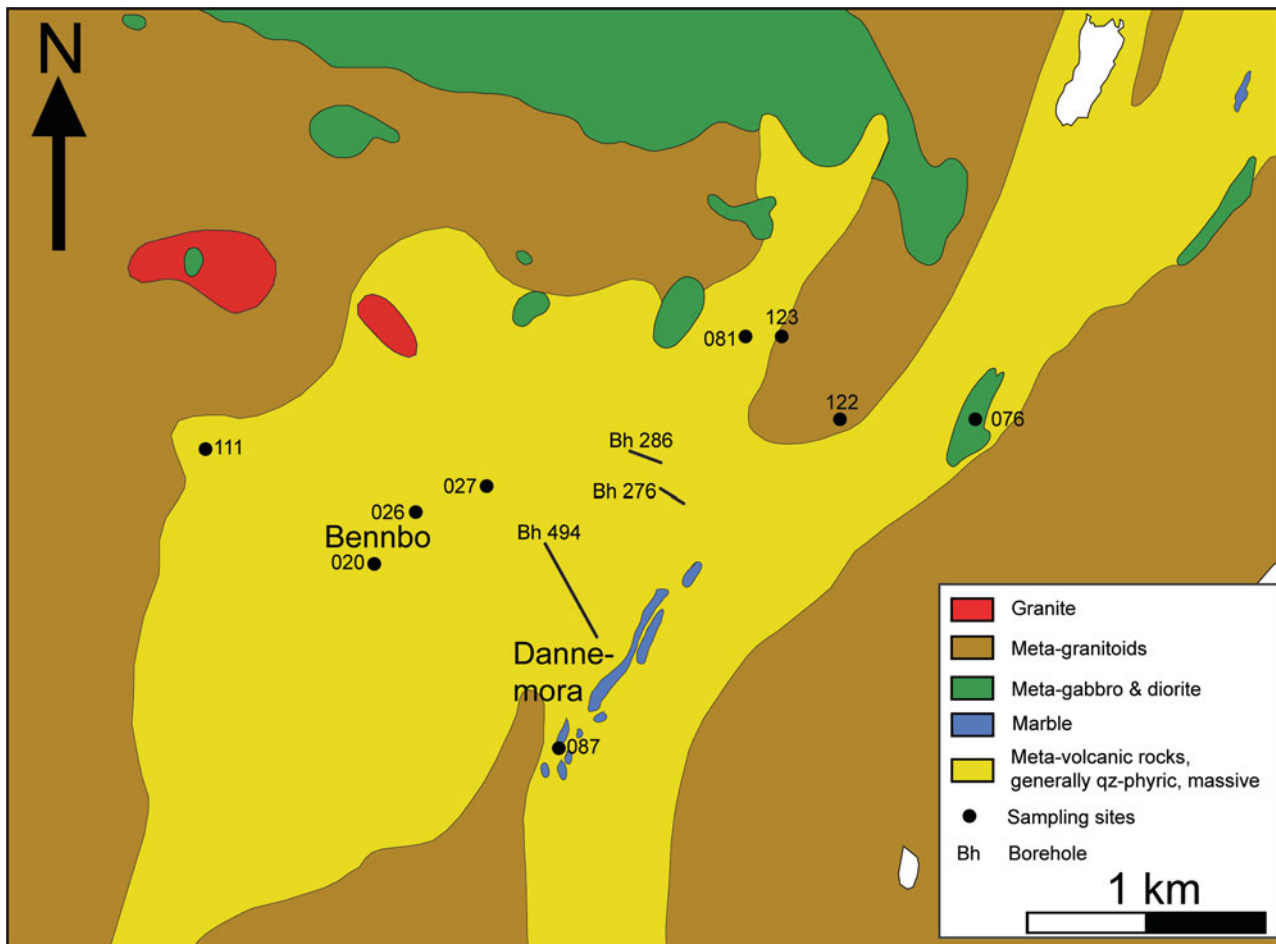 N
123
081
122
076
111
Bh 286
027
Bh 276
026
Bennbo
Bh 494
020
Danne-
mora
087
Granite
Meta-granitoids
Meta-gabbro & diorite
Marble
Meta-volcanic rocks,
generally qz-phyric, massive
Sampling sites
Bh Borehole
1 km